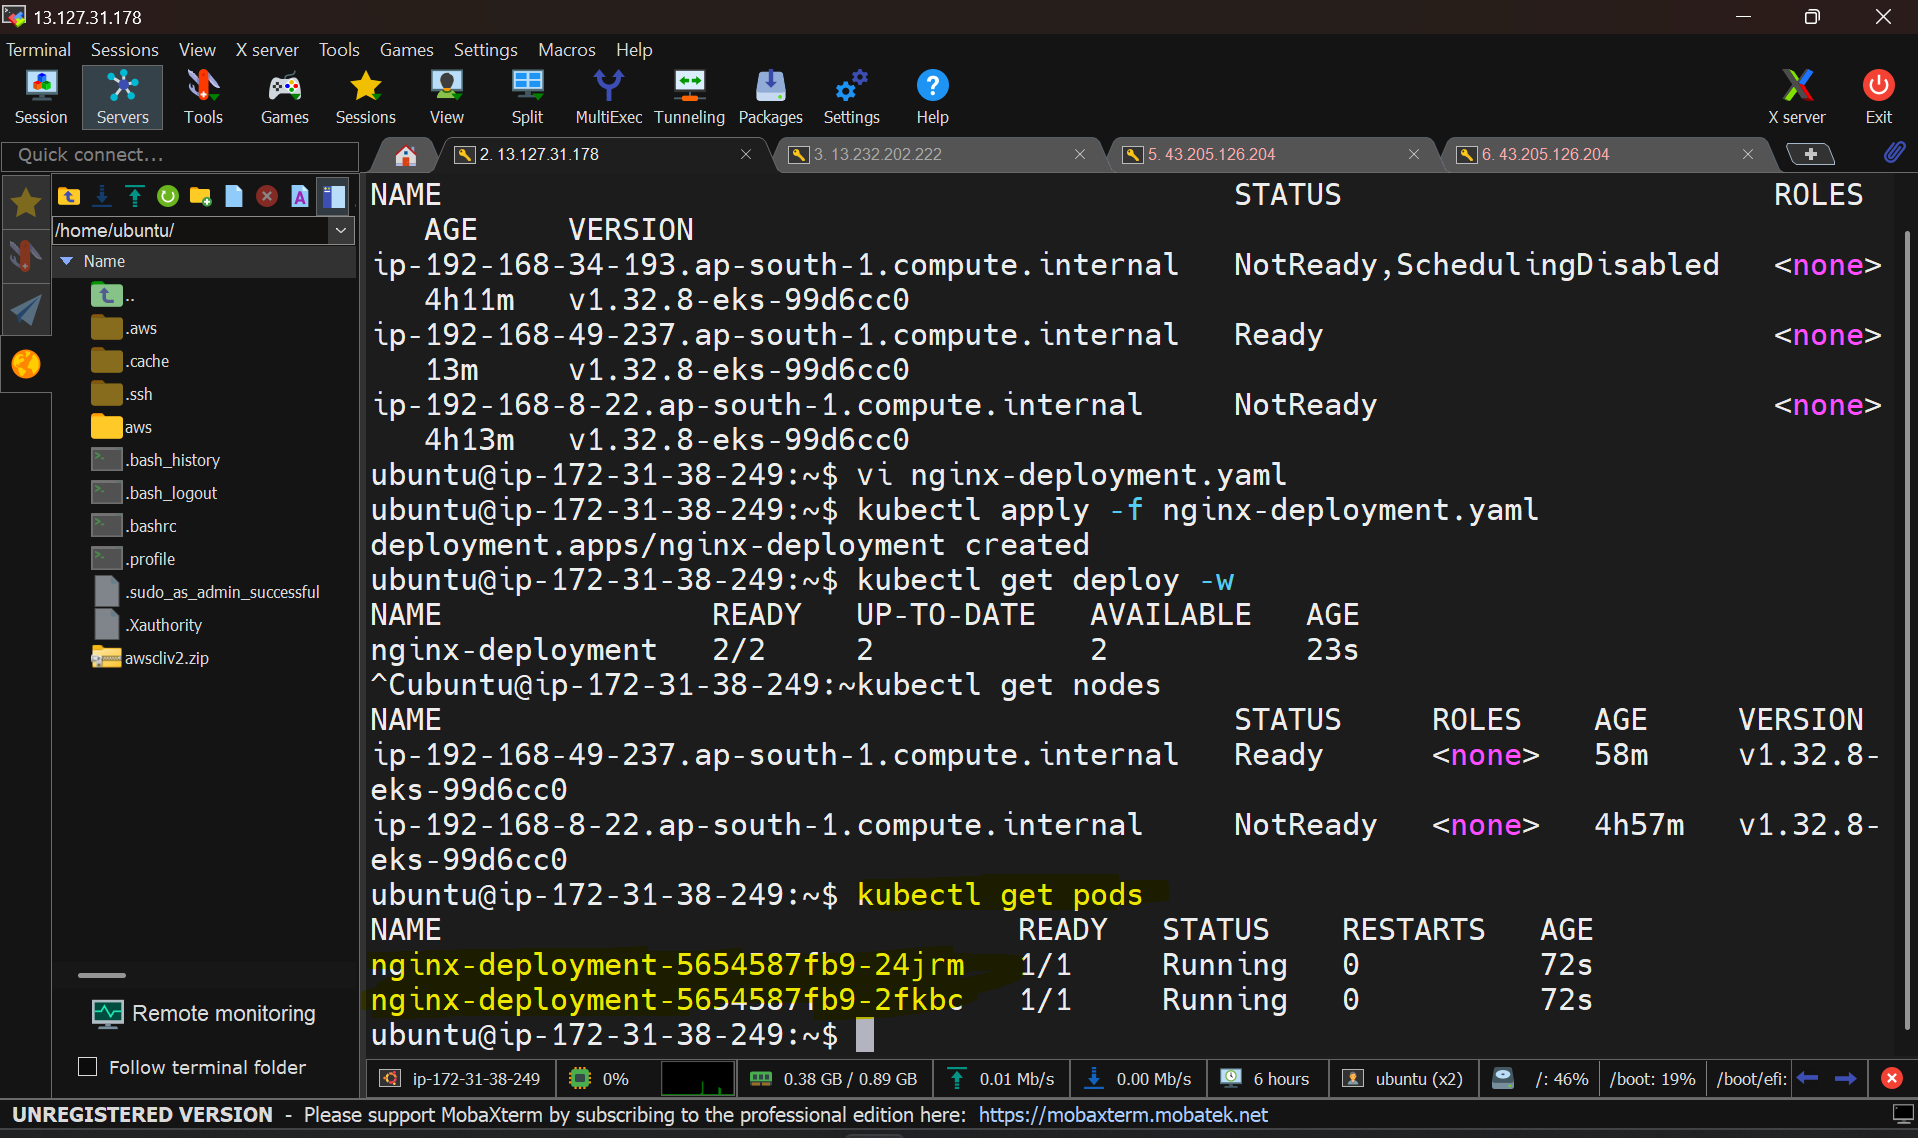 13.127.31.178
Terminal Sessions View X server Tools Games Settings Macros Help
Session Servers Tools Games Sessions View Split MultiExec Tunneling Packages Settings Help X server Exit
Quick connect...
2. 13.127.31.178
3. 13.232.202.222
5. 43.205.126.204
6. 43.205.126.204
/home/ubuntu/
Name
..
.aws
.cache
.ssh
aws
.bash_history
.bash_logout
.bashrc
.profile
.sudo_as_admin_successful
.Xauthority
awscliv2.zip
Remote monitoring
Follow terminal folder
NAME STATUS ROLES
AGE VERSION
ip-192-168-34-193.ap-south-1.compute.internal NotReady,SchedulingDisabled <none>
4h11m v1.32.8-eks-99d6cc0
ip-192-168-49-237.ap-south-1.compute.internal Ready <none>
13m v1.32.8-eks-99d6cc0
ip-192-168-8-22.ap-south-1.compute.internal NotReady <none>
4h13m v1.32.8-eks-99d6cc0
ubuntu@ip-172-31-38-249:~$ vi nginx-deployment.yaml
ubuntu@ip-172-31-38-249:~$ kubectl apply -f nginx-deployment.yaml
deployment.apps/nginx-deployment created
ubuntu@ip-172-31-38-249:~$ kubectl get deploy -w
NAME READY UP-TO-DATE AVAILABLE AGE
nginx-deployment 2/2 2 2 23s
^Cubuntu@ip-172-31-38-249:~kubectl get nodes
NAME STATUS ROLES AGE VERSION
ip-192-168-49-237.ap-south-1.compute.internal Ready <none> 58m v1.32.8-
eks-99d6cc0
ip-192-168-8-22.ap-south-1.compute.internal NotReady <none> 4h57m v1.32.8-
eks-99d6cc0
ubuntu@ip-172-31-38-249:~$ kubectl get pods
NAME READY STATUS RESTARTS AGE
nginx-deployment-5654587fb9-24jrm 1/1 Running 0 72s
nginx-deployment-5654587fb9-2fkbc 1/1 Running 0 72s
ubuntu@ip-172-31-38-249:~$
ip-172-31-38-249 0% 0.38 GB / 0.89 GB 0.01 Mb/s 0.00 Mb/s 6 hours ubuntu (x2) /: 46% /boot: 19% /boot/efi:
UNREGISTERED VERSION - Please support MobaXterm by subscribing to the professional edition here: https://mobaxterm.mobatek.net